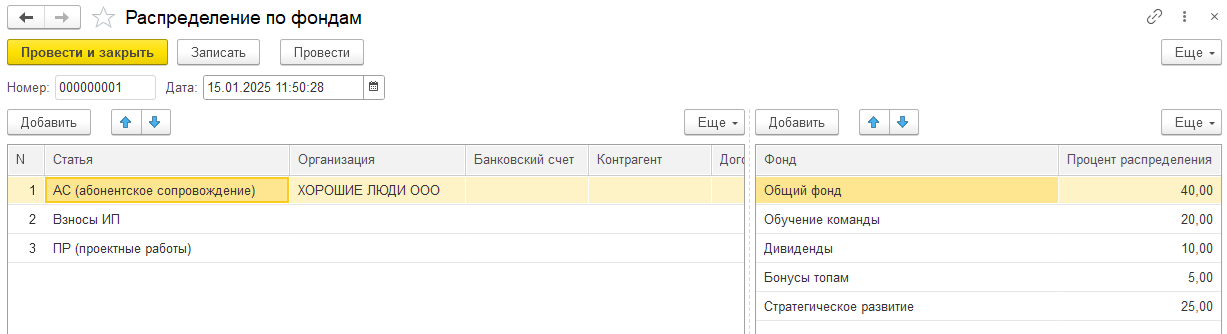 Распределение по фондам
Провести и закрыть Записать Провести Еще
Номер: 000000001 Дата: 15.01.2025 11:50:28
Добавить Еще Добавить Еще
N Статья Организация Банковский счет Контрагент Дого Фонд Процент распределения
1 АС (абонентское сопровождение) ХОРОШИЕ ЛЮДИ ООО Общий фонд 40,00
2 Взносы ИП Обучение команды 20,00
3 ПР (проектные работы) Дивиденды 10,00
Бонусы топам 5,00
Стратегическое развитие 25,00